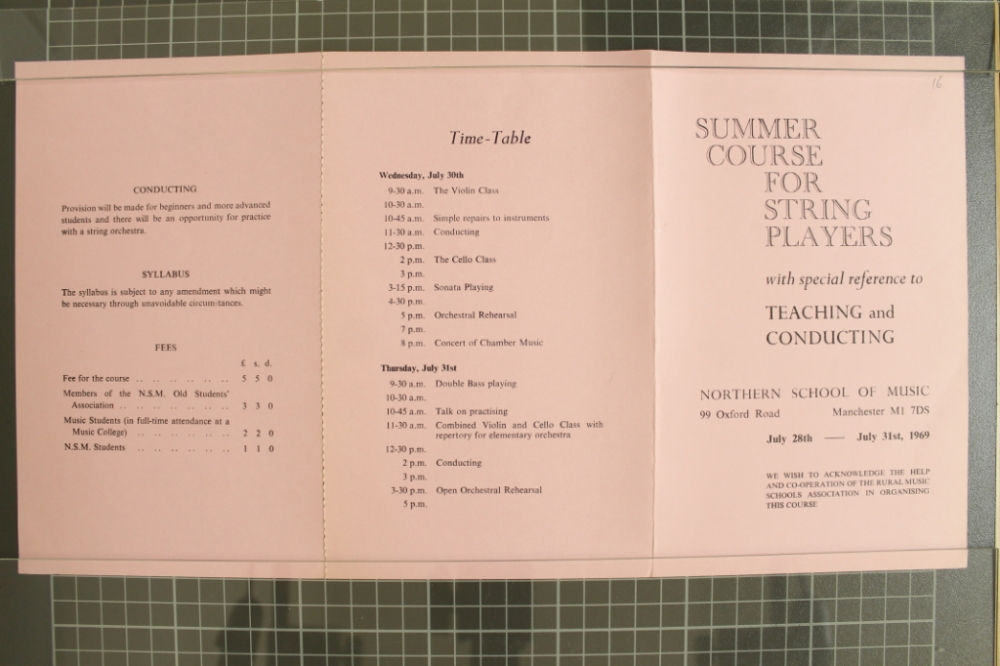 CONDUCTING
Provision will be made for beginners and more advanced
students and there will be an opportunity for practice
with a string orchestra.
SYLLABUS
The syllabus is subject to any amendment which might
be necessary through unavoidable circum-tances.
FEES
£ s. d.
Fee for the course .. .. .. .. .. .. 5 5 0
Members of the N.S.M. Old Students'
Association .. .. .. .. .. .. .. 3 3 0
Music Students (in full-time attendance at a
Music College) .. .. .. .. .. .. 2 2 0
N.S.M. Students .. .. .. .. .. .. 1 1 0
Time-Table
Wednesday, July 30th
9-30 a.m. The Violin Class
10-30 a.m.
10-45 a.m. Simple repairs to instruments
11-30 a.m. Conducting
12-30 p.m.
2 p.m. The Cello Class
3 p.m.
3-15 p.m. Sonata Playing
4-30 p.m.
5 p.m. Orchestral Rehearsal
7 p.m.
8 p.m. Concert of Chamber Music
Thursday, July 31st
9-30 a.m. Double Bass playing
10-30 a.m.
10-45 a.m. Talk on practising
11-30 a.m. Combined Violin and Cello Class with
repertory for elementary orchestra
12-30 p.m.
2 p.m. Conducting
3 p.m.
3-30 p.m. Open Orchestral Rehearsal
5 p.m.
16
SUMMER
COURSE
FOR
STRING
PLAYERS
with special reference to
TEACHING and
CONDUCTING
NORTHERN SCHOOL OF MUSIC
99 Oxford Road Manchester M1 7DS
July 28th — July 31st, 1969
WE WISH TO ACKNOWLEDGE THE HELP
AND CO-OPERATION OF THE RURAL MUSIC
SCHOOLS ASSOCIATION IN ORGANISING
THIS COURSE